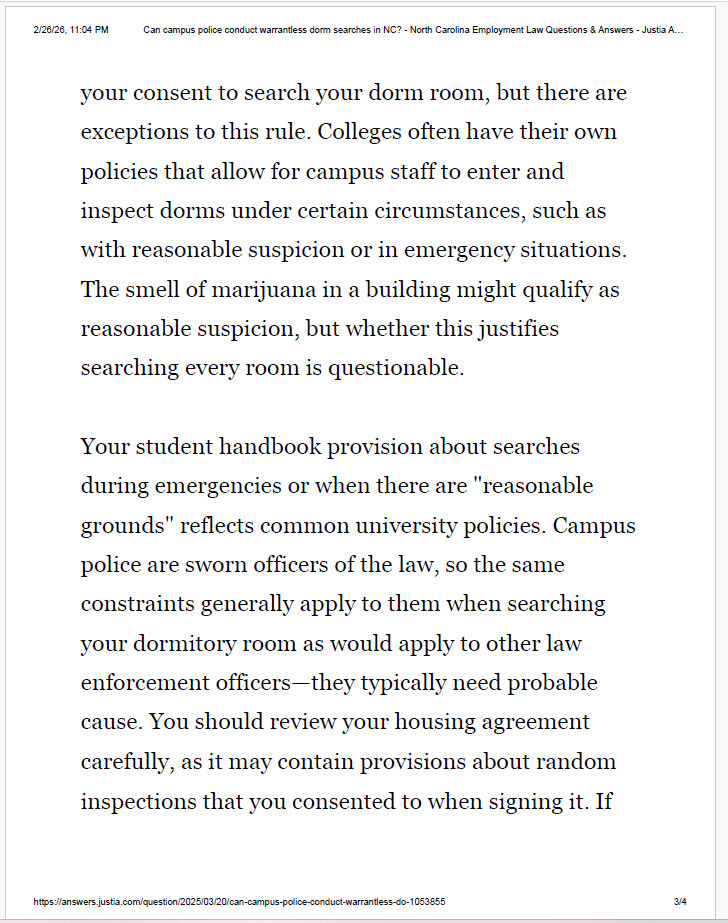 2/26/26, 11:04 PM Can campus police conduct warrantless dorm searches in NC? - North Carolina Employment Law Questions & Answers - Justia A...
your consent to search your dorm room, but there are
exceptions to this rule. Colleges often have their own
policies that allow for campus staff to enter and
inspect dorms under certain circumstances, such as
with reasonable suspicion or in emergency situations.
The smell of marijuana in a building might qualify as
reasonable suspicion, but whether this justifies
searching every room is questionable.
Your student handbook provision about searches
during emergencies or when there are "reasonable
grounds" reflects common university policies. Campus
police are sworn officers of the law, so the same
constraints generally apply to them when searching
your dormitory room as would apply to other law
enforcement officers—they typically need probable
cause. You should review your housing agreement
carefully, as it may contain provisions about random
inspections that you consented to when signing it. If
https://answers.justia.com/question/2025/03/20/can-campus-police-conduct-warrantless-do-1053855 3/4